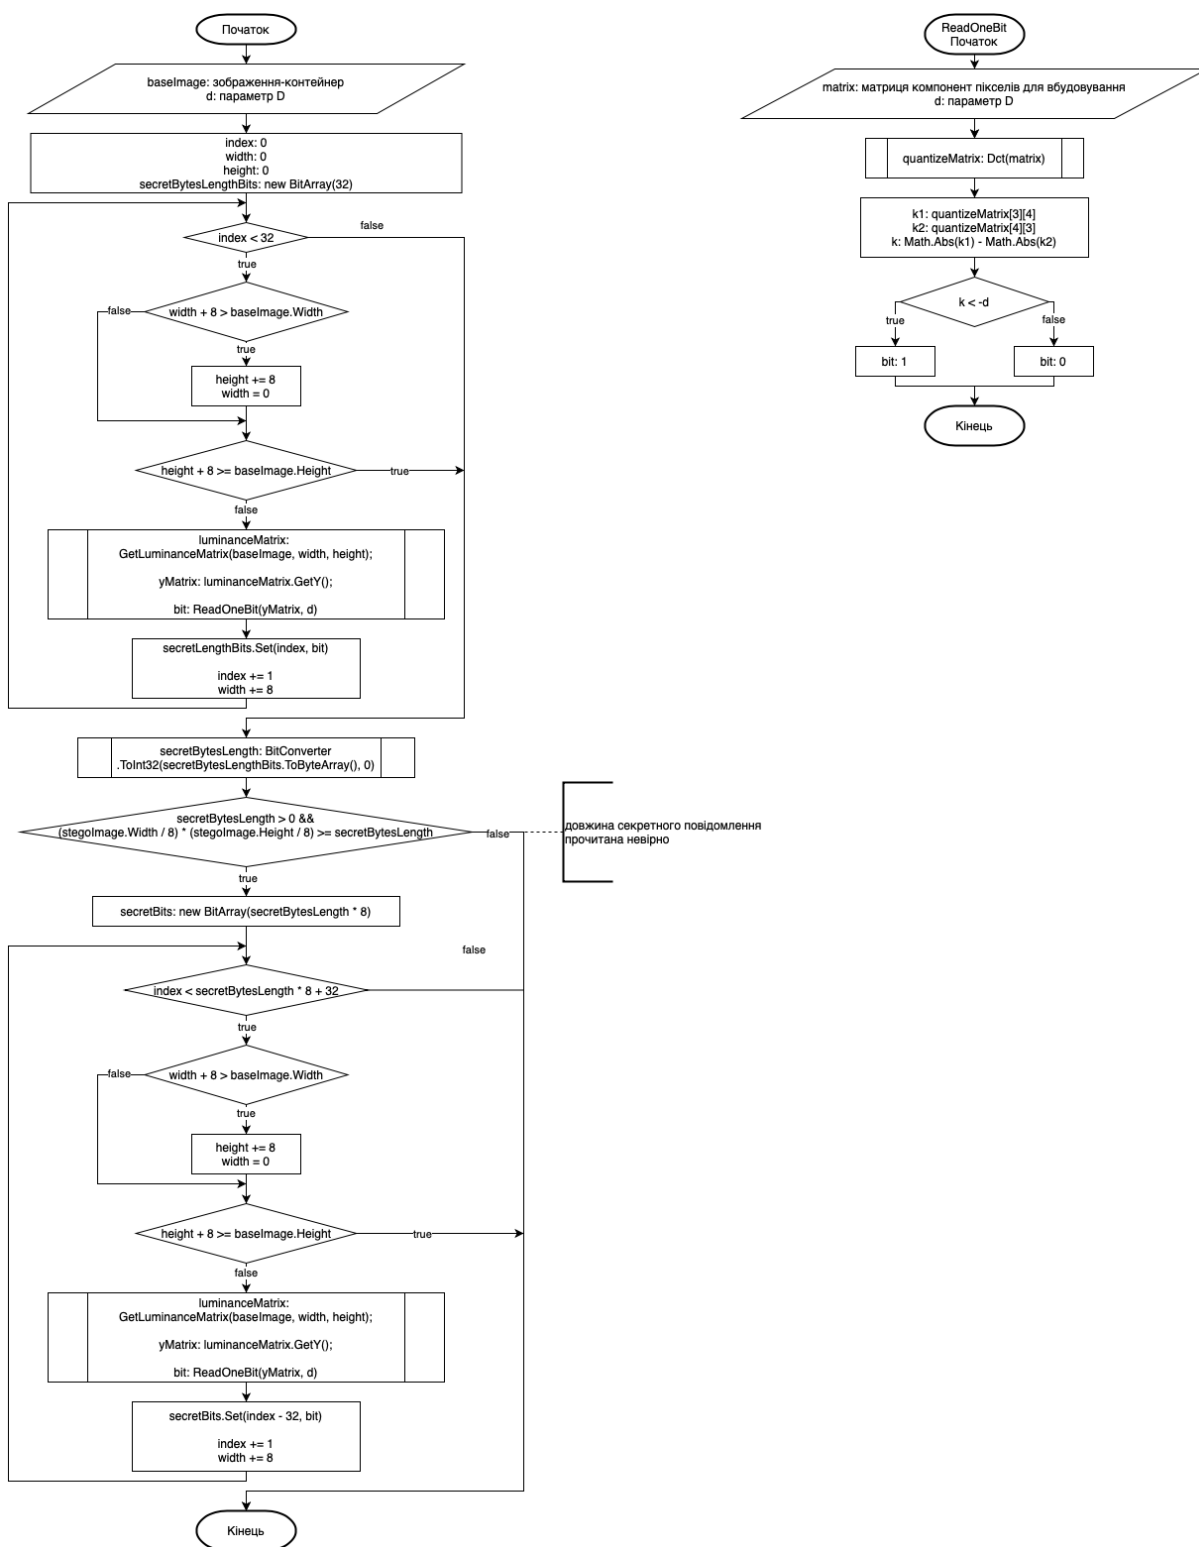 Початок
baseImage: зображення-контейнер
d: параметр D
index: 0
width: 0
height: 0
secretBytesLengthBits: new BitArray(32)
index < 32
false
true
width + 8 > baseImage.Width
false
true
height += 8
width = 0
height + 8 >= baseImage.Height
true
false
luminanceMatrix:
GetLuminanceMatrix(baseImage, width, height);
yMatrix: luminanceMatrix.GetY();
bit: ReadOneBit(yMatrix, d)
secretLengthBits.Set(index, bit)
index += 1
width += 8
secretBytesLength: BitConverter
.ToInt32(secretBytesLengthBits.ToByteArray(), 0)
secretBytesLength > 0 &&
(stegoImage.Width / 8) * (stegoImage.Height / 8) >= secretBytesLength
false
довжина секретного повідомлення
прочитана невірно
true
secretBits: new BitArray(secretBytesLength * 8)
false
index < secretBytesLength * 8 + 32
true
width + 8 > baseImage.Width
false
true
height += 8
width = 0
height + 8 >= baseImage.Height
true
false
luminanceMatrix:
GetLuminanceMatrix(baseImage, width, height);
yMatrix: luminanceMatrix.GetY();
bit: ReadOneBit(yMatrix, d)
secretBits.Set(index - 32, bit)
index += 1
width += 8
Кінець
ReadOneBit
Початок
matrix: матриця компонент пікселів для вбудовування
d: параметр D
quantizeMatrix: Dct(matrix)
k1: quantizeMatrix[3][4]
k2: quantizeMatrix[4][3]
k: Math.Abs(k1) - Math.Abs(k2)
k < -d
true
false
bit: 1
bit: 0
Кінець